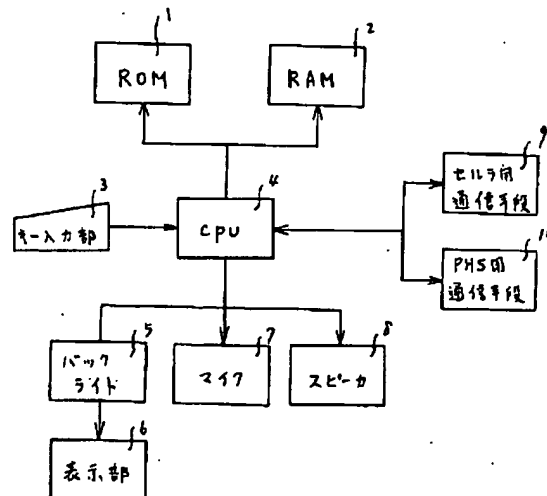 1
ROM
2
RAM
3
キー入力部
4
CPU
9
セルラ用
通信手段
PHS用
通信手段
5
バック
ライド
6
表示部
7
マイク
8
スピーカ